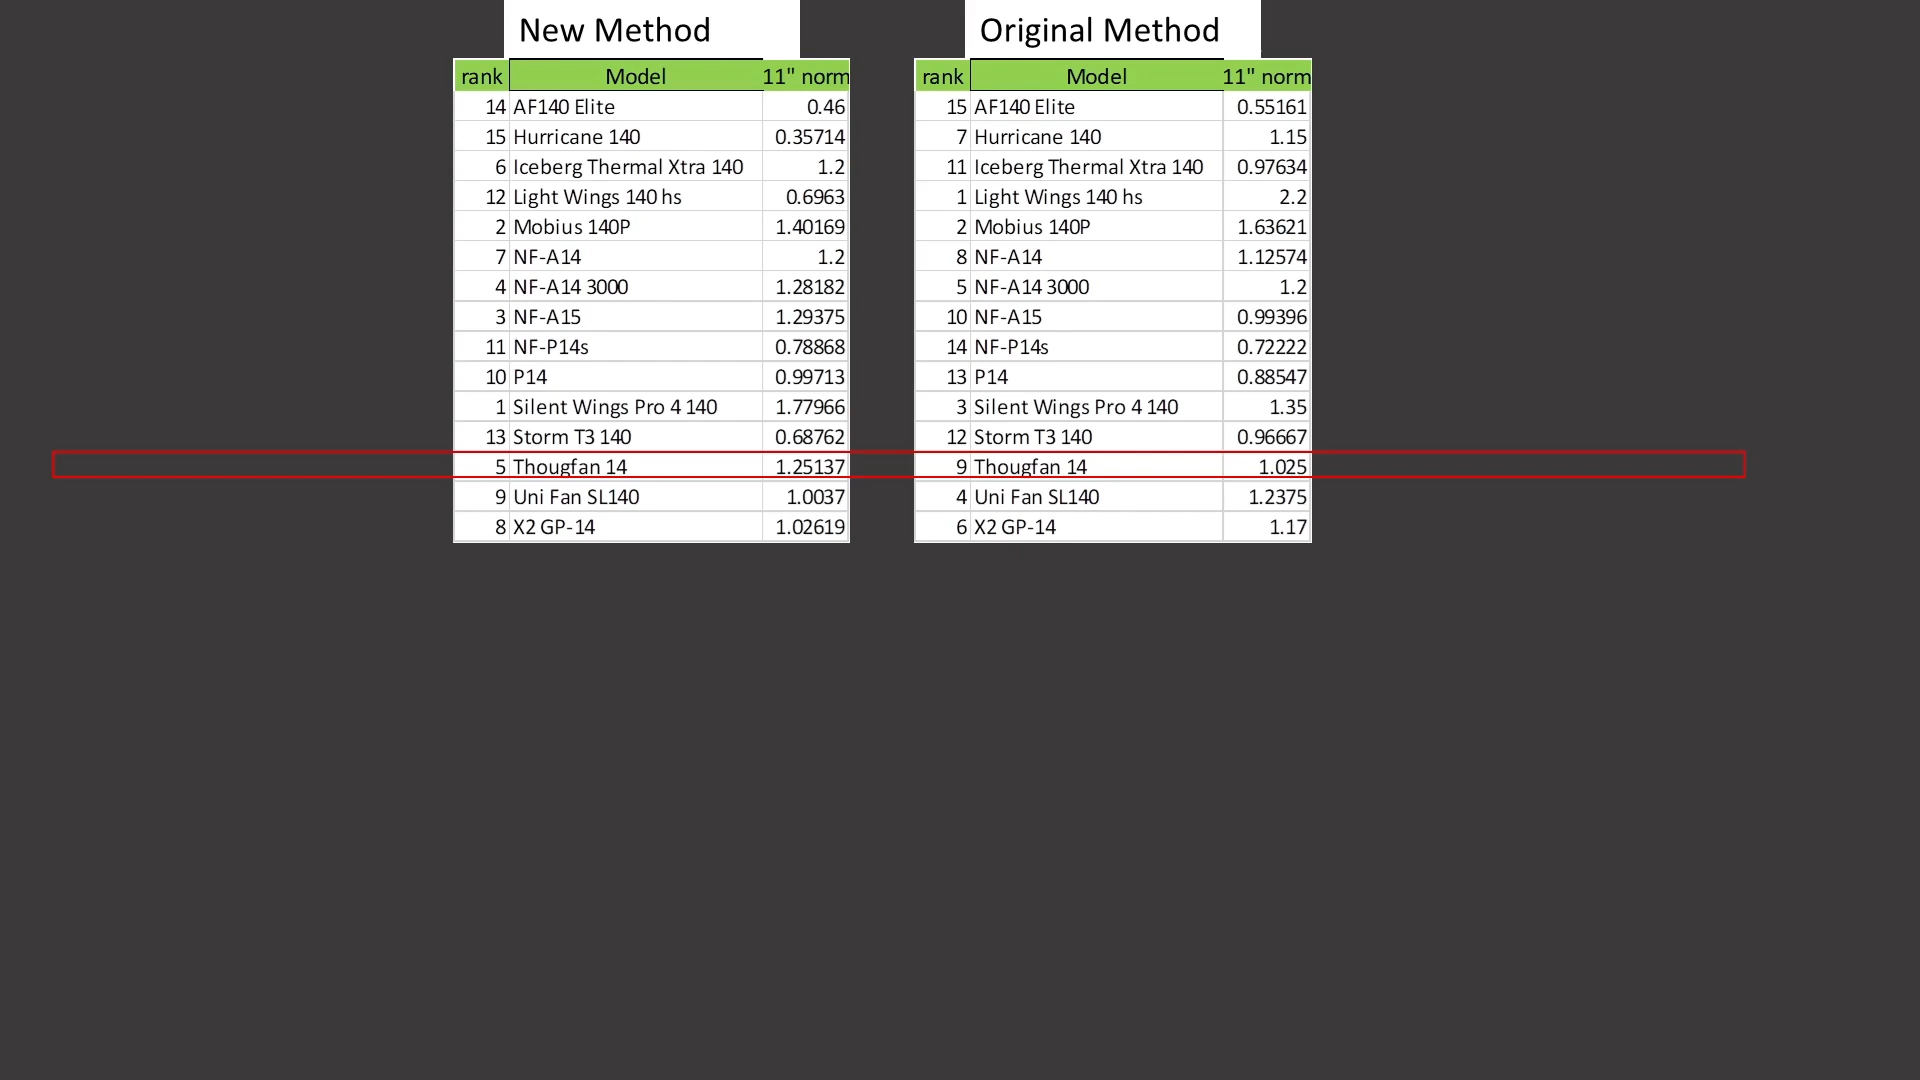 New Method
rank Model 11" norm
14 AF140 Elite 0.46
15 Hurricane 140 0.35714
6 Iceberg Thermal Xtra 140 1.2
12 Light Wings 140 hs 0.6963
2 Mobius 140P 1.40169
7 NF-A14 1.2
4 NF-A14 3000 1.28182
3 NF-A15 1.29375
11 NF-P14s 0.78868
10 P14 0.99713
1 Silent Wings Pro 4 140 1.77966
13 Storm T3 140 0.68762
5 Thougfan 14 1.25137
9 Uni Fan SL140 1.0037
8 X2 GP-14 1.02619
Original Method
rank Model 11" norm
15 AF140 Elite 0.55161
7 Hurricane 140 1.15
11 Iceberg Thermal Xtra 140 0.97634
1 Light Wings 140 hs 2.2
2 Mobius 140P 1.63621
8 NF-A14 1.12574
5 NF-A14 3000 1.2
10 NF-A15 0.99396
14 NF-P14s 0.72222
13 P14 0.88547
3 Silent Wings Pro 4 140 1.35
12 Storm T3 140 0.96667
9 Thougfan 14 1.025
4 Uni Fan SL140 1.2375
6 X2 GP-14 1.17